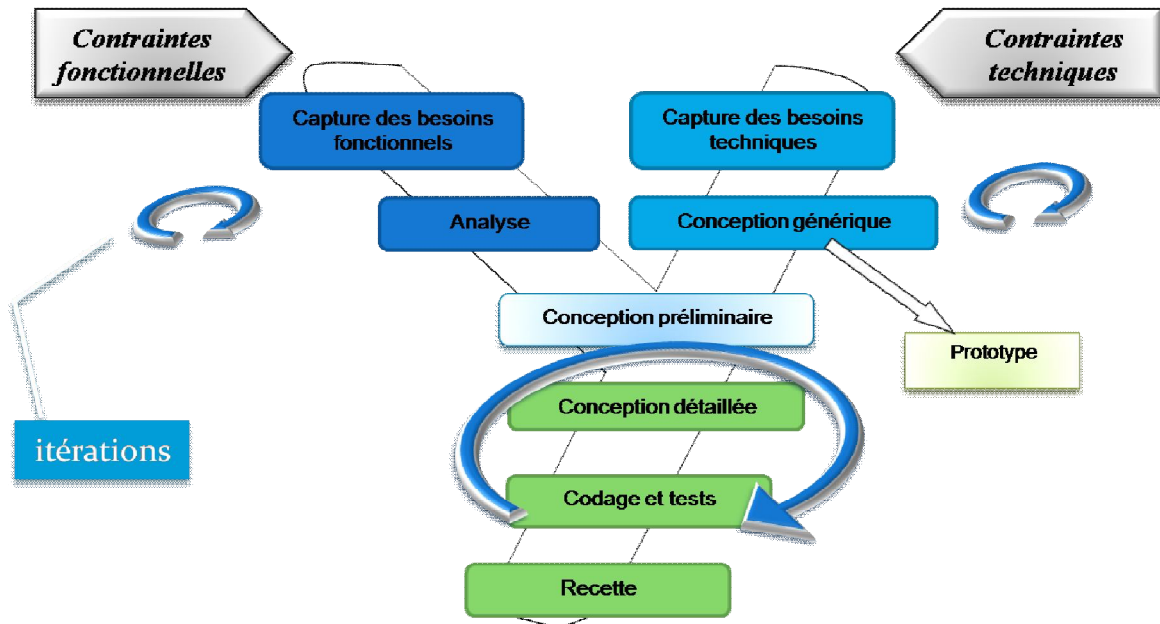 Contraintes
fonctionnelles
Contraintes
techniques
Capture des besoins
fonctionnels
Capture des besoins
techniques
Analyse
Conception générique
Conception préliminaire
Prototype
Conception détaillée
itérations
Codage et tests
Recette